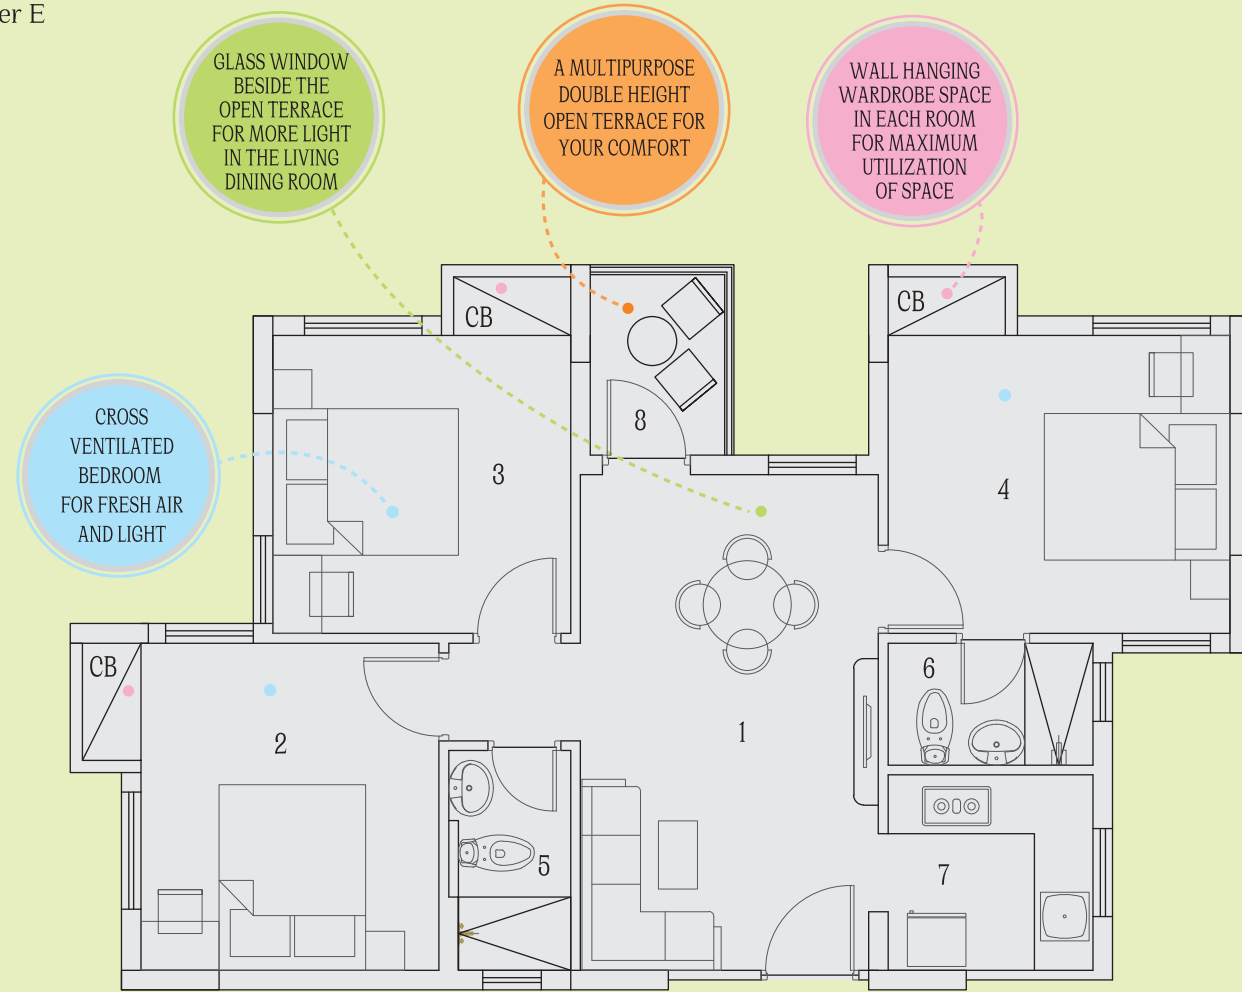 er E
GLASS WINDOW
BESIDE THE
OPEN TERRACE
FOR MORE LIGHT
IN THE LIVING
DINING ROOM
A MULTIPURPOSE
DOUBLE HEIGHT
OPEN TERRACE FOR
YOUR COMFORT
WALL HANGING
WARDROBE SPACE
IN EACH ROOM
FOR MAXIMUM
UTILIZATION
OF SPACE
CROSS
VENTILATED
BEDROOM
FOR FRESH AIR
AND LIGHT
CB
CB
8
3
4
CB
6
2
1
5
7